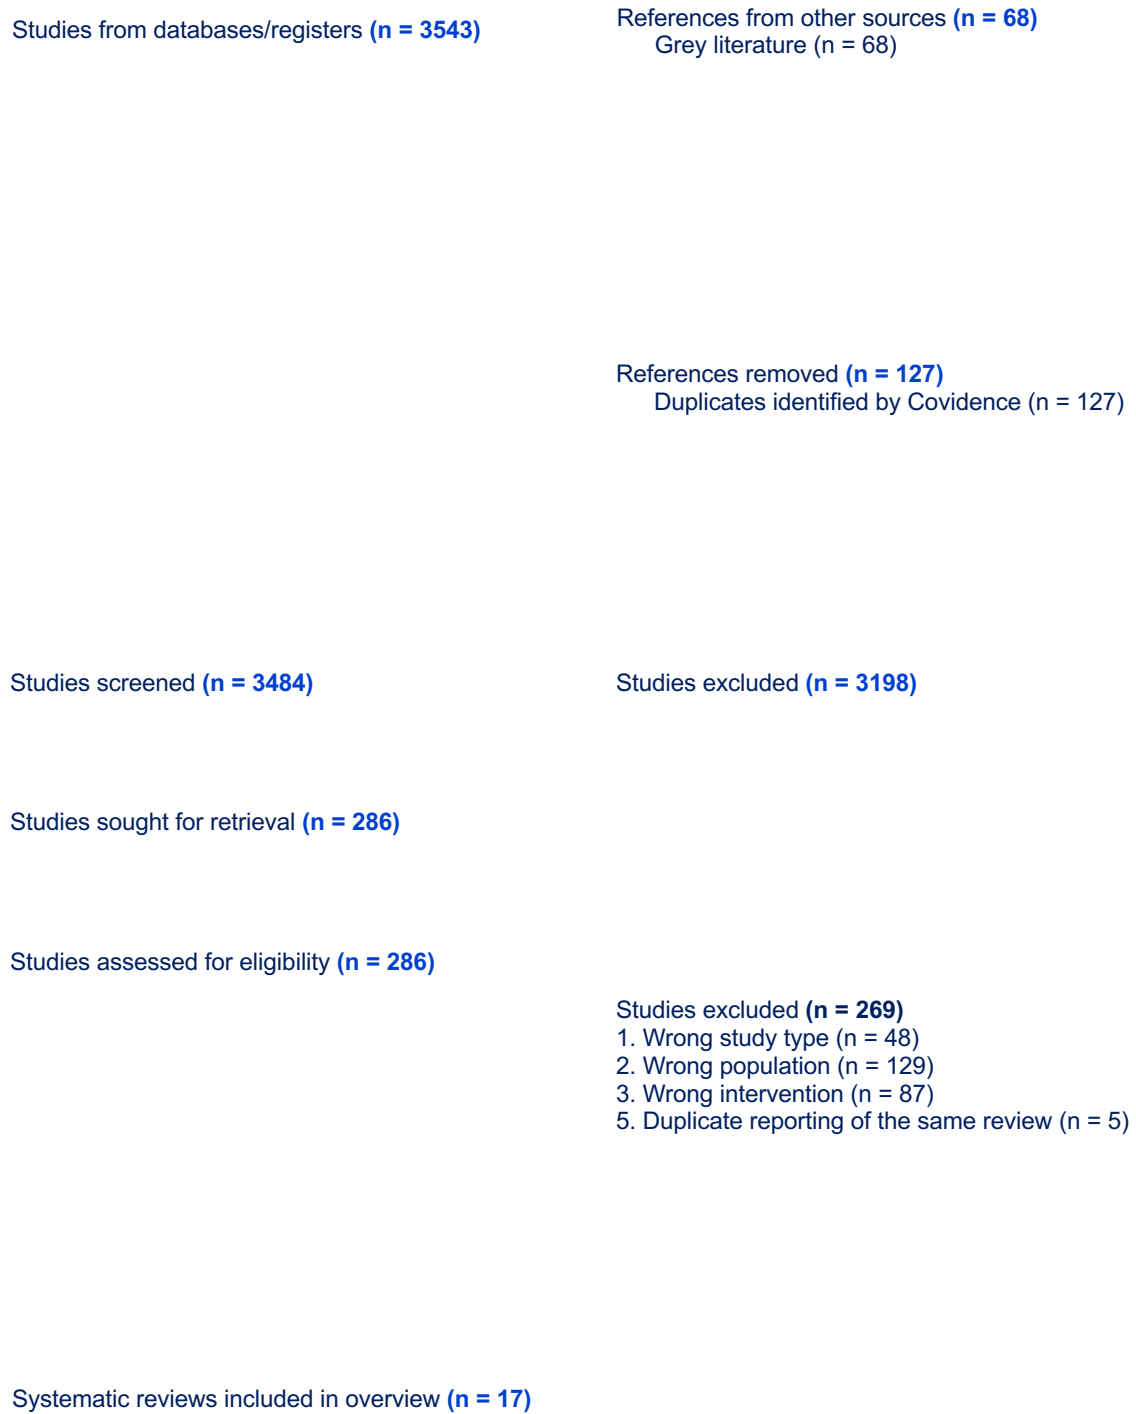 Studies from databases/registers (n = 3543)
References from other sources (n = 68)
Grey literature (n = 68)
References removed (n = 127)
Duplicates identified by Covidence (n = 127)
Studies screened (n = 3484)
Studies excluded (n = 3198)
Studies sought for retrieval (n = 286)
Studies assessed for eligibility (n = 286)
Studies excluded (n = 269)
1. Wrong study type (n = 48)
2. Wrong population (n = 129)
3. Wrong intervention (n = 87)
5. Duplicate reporting of the same review (n = 5)
Systematic reviews included in overview (n = 17)